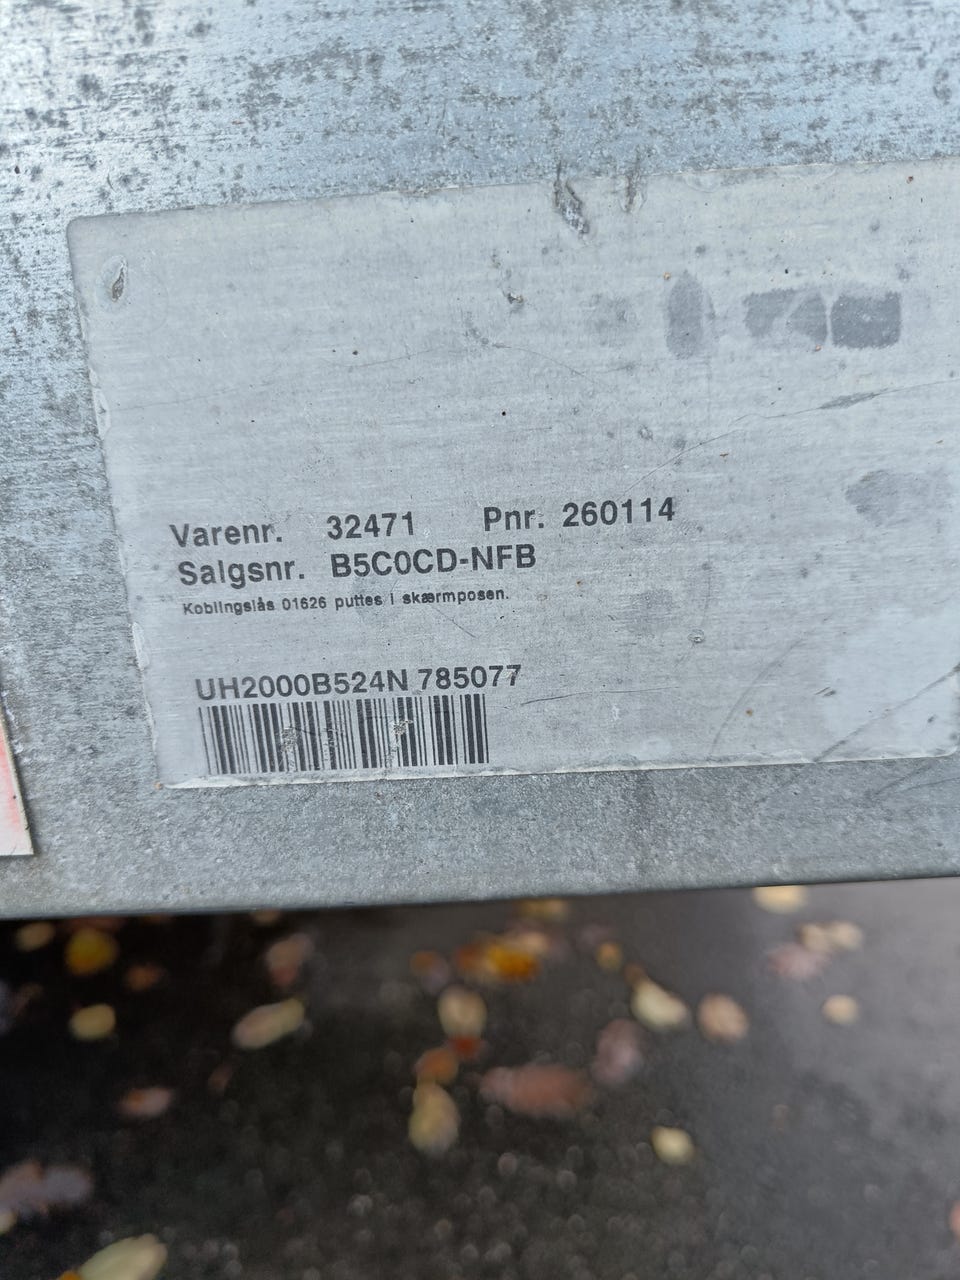 Varenr. 32471 Pnr. 260114
Salgsnr. B5C0CD-NFB
Koblingslås 01626 puttes i skærmposen.
UH2000B524N 785077